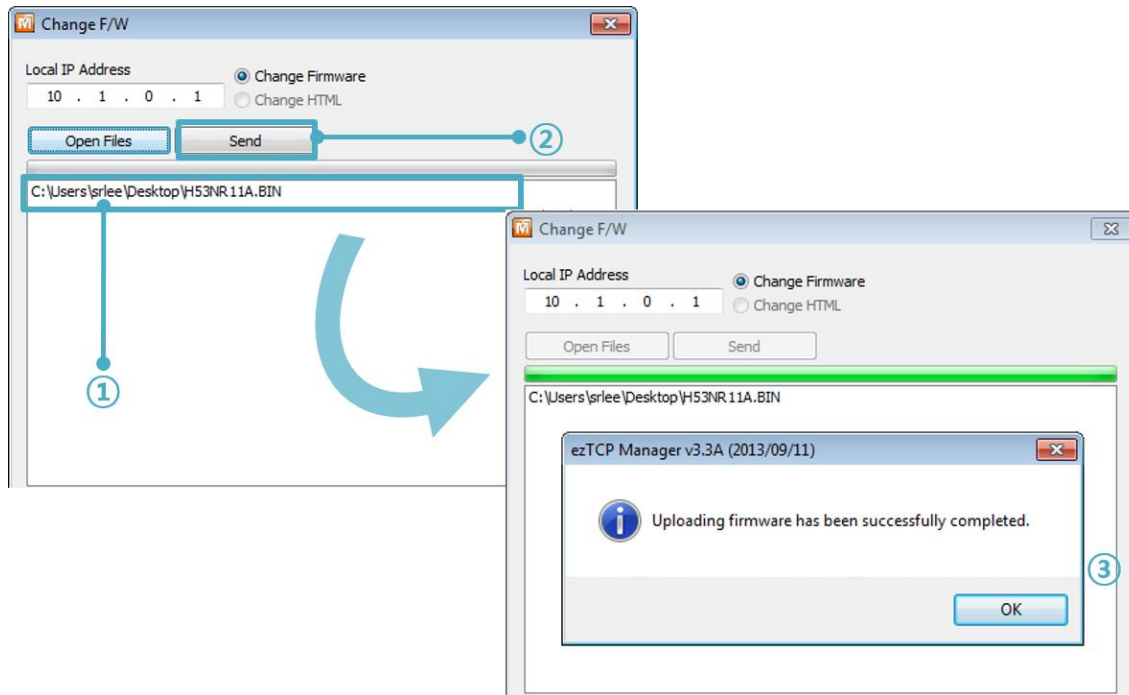 Change F/W
Local IP Address
10 . 1 . 0 . 1
Change Firmware
Change HTML
Open Files
Send
②
C:\Users\srlee\Desktop\H53NR11A.BIN
①
Change F/W
Local IP Address
10 . 1 . 0 . 1
Change Firmware
Change HTML
Open Files
Send
C:\Users\srlee\Desktop\H53NR11A.BIN
ezTCP Manager v3.3A (2013/09/11)
Uploading firmware has been successfully completed.
③
OK